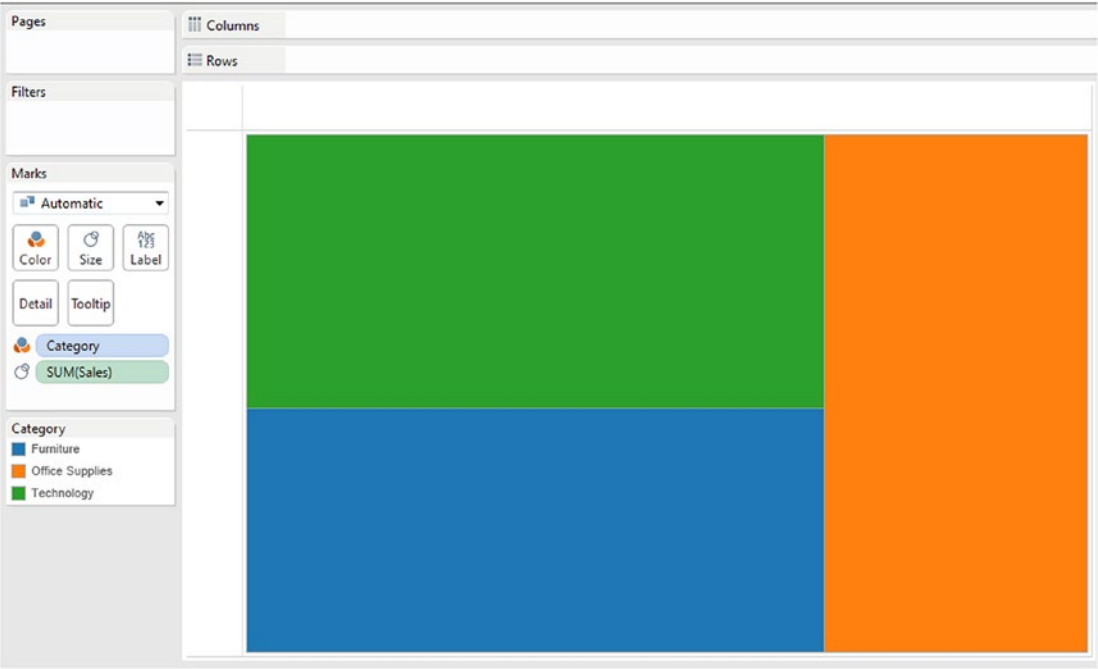 Pages
Columns
Rows
Filters
Marks
Automatic
Abc
123
Color Size Label
Detail Tooltip
Category
SUM(Sales)
Category
Furniture
Office Supplies
Technology